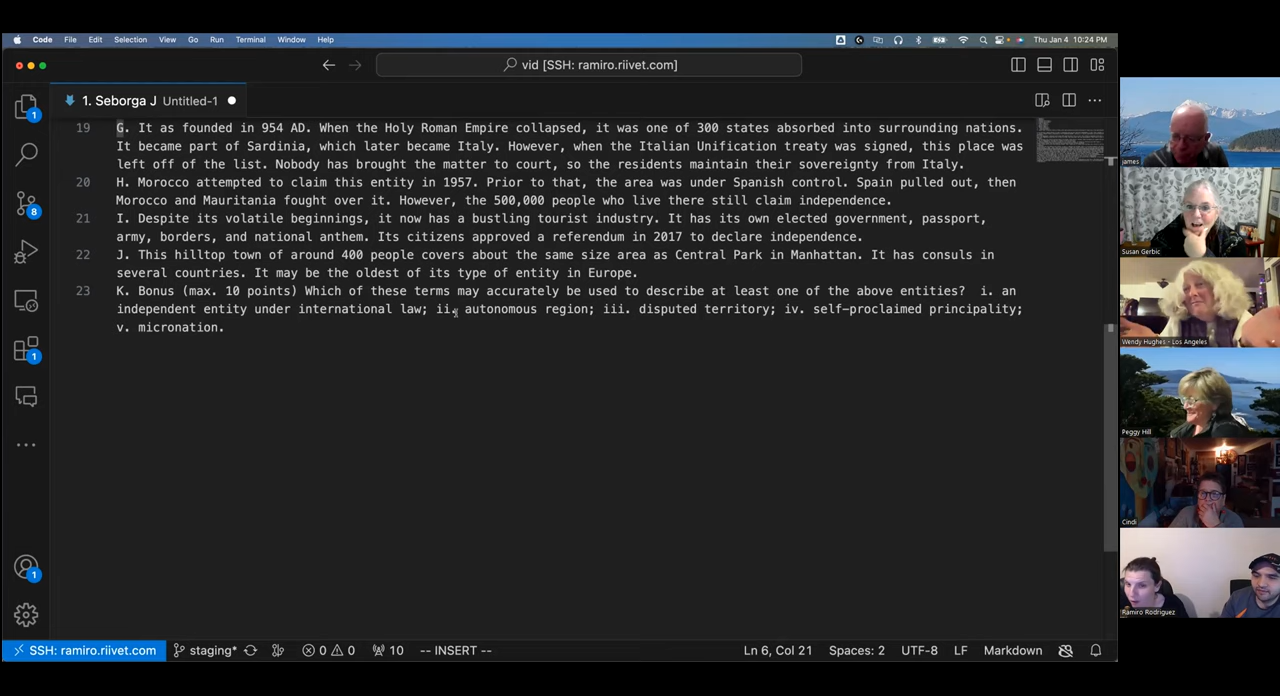 Code File Edit Selection View Go Run Terminal Window Help Thu Jan 4 10:24 PM
vid [SSH: ramiro.riivet.com]
1. Seborga J Untitled-1
19 G. It as founded in 954 AD. When the Holy Roman Empire collapsed, it was one of 300 states absorbed into surrounding nations.
It became part of Sardinia, which later became Italy. However, when the Italian Unification treaty was signed, this place was
left off of the list. Nobody has brought the matter to court, so the residents maintain their sovereignty from Italy.
20 H. Morocco attempted to claim this entity in 1957. Prior to that, the area was under Spanish control. Spain pulled out, then
Morocco and Mauritania fought over it. However, the 500,000 people who live there still claim independence.
21 I. Despite its volatile beginnings, it now has a bustling tourist industry. It has its own elected government, passport,
army, borders, and national anthem. Its citizens approved a referendum in 2017 to declare independence.
22 J. This hilltop town of around 400 people covers about the same size area as Central Park in Manhattan. It has consuls in
several countries. It may be the oldest of its type of entity in Europe.
23 K. Bonus (max. 10 points) Which of these terms may accurately be used to describe at least one of the above entities? i. an
independent entity under international law; ii. autonomous region; iii. disputed territory; iv. self-proclaimed principality;
v. micronation.
1
8
1
1
1
SSH: ramiro.riivet.com staging* 0 0 10 -- INSERT -- Ln 6, Col 21 Spaces: 2 UTF-8 LF Markdown
james
Susan Gerbic
Wendy Hughes - Los Angeles
Peggy Hill
Cindi
Ramiro Rodriguez